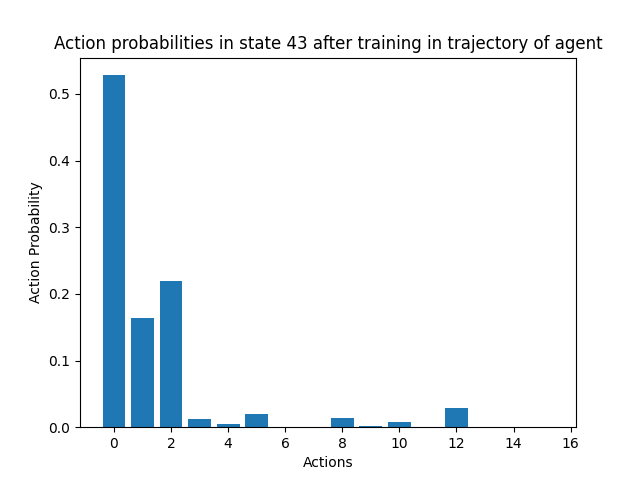 Action probabilities in state 43 after training in trajectory of agent
Action Probability
0.5
0.4
0.3
0.2
0.1
0.0
0 2 4 6 8 10 12 14 16
Actions